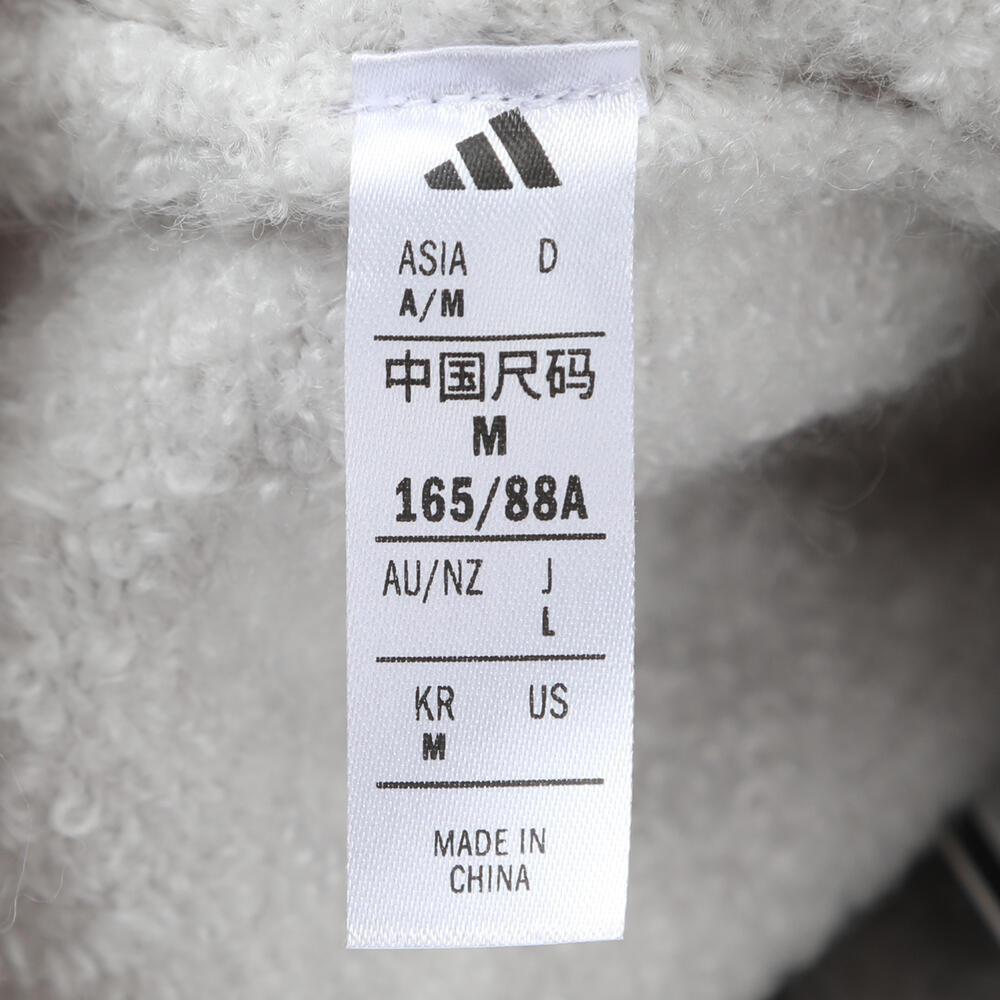 ASIA D
A/M
中国尺码
M
165/88A
AU/NZ J
L
KR US
M
MADE IN
CHINA